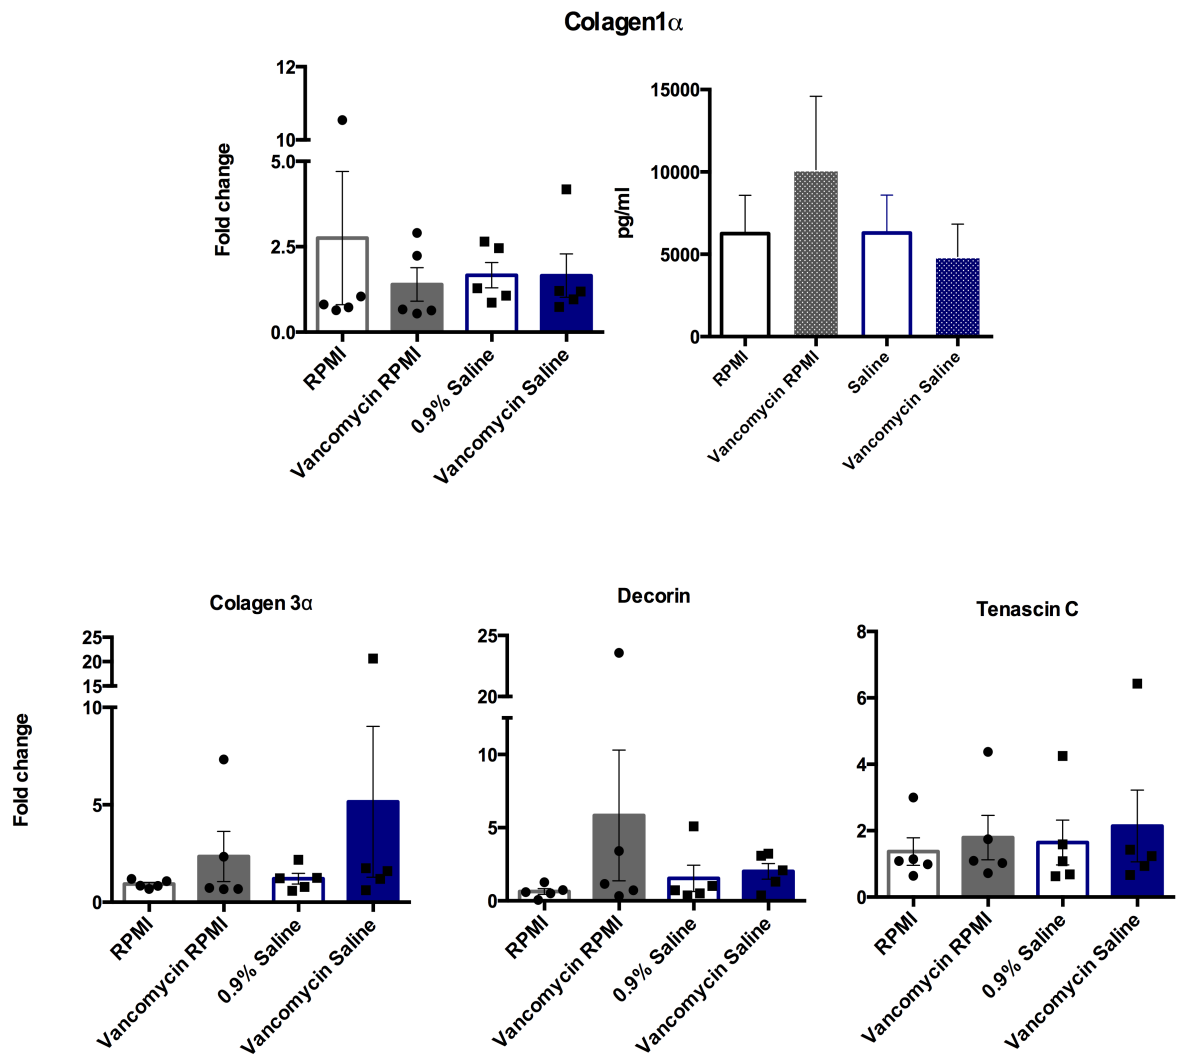 Colagen1α
Fold change
12
10
5.0
2.5
0.0
RPMI
Vancomycin RPMI
0.9% Saline
Vancomycin Saline
pg/ml
15000
10000
5000
0
RPMI
Vancomycin RPMI
Saline
Vancomycin Saline
Colagen 3α
Fold change
25
20
15
10
5
0
RPMI
Vancomycin RPMI
0.9% Saline
Vancomycin Saline
Decorin
25
20
10
5
0
RPMI
Vancomycin RPMI
0.9% Saline
Vancomycin Saline
Tenascin C
8
6
4
2
0
RPMI
Vancomycin RPMI
0.9% Saline
Vancomycin Saline